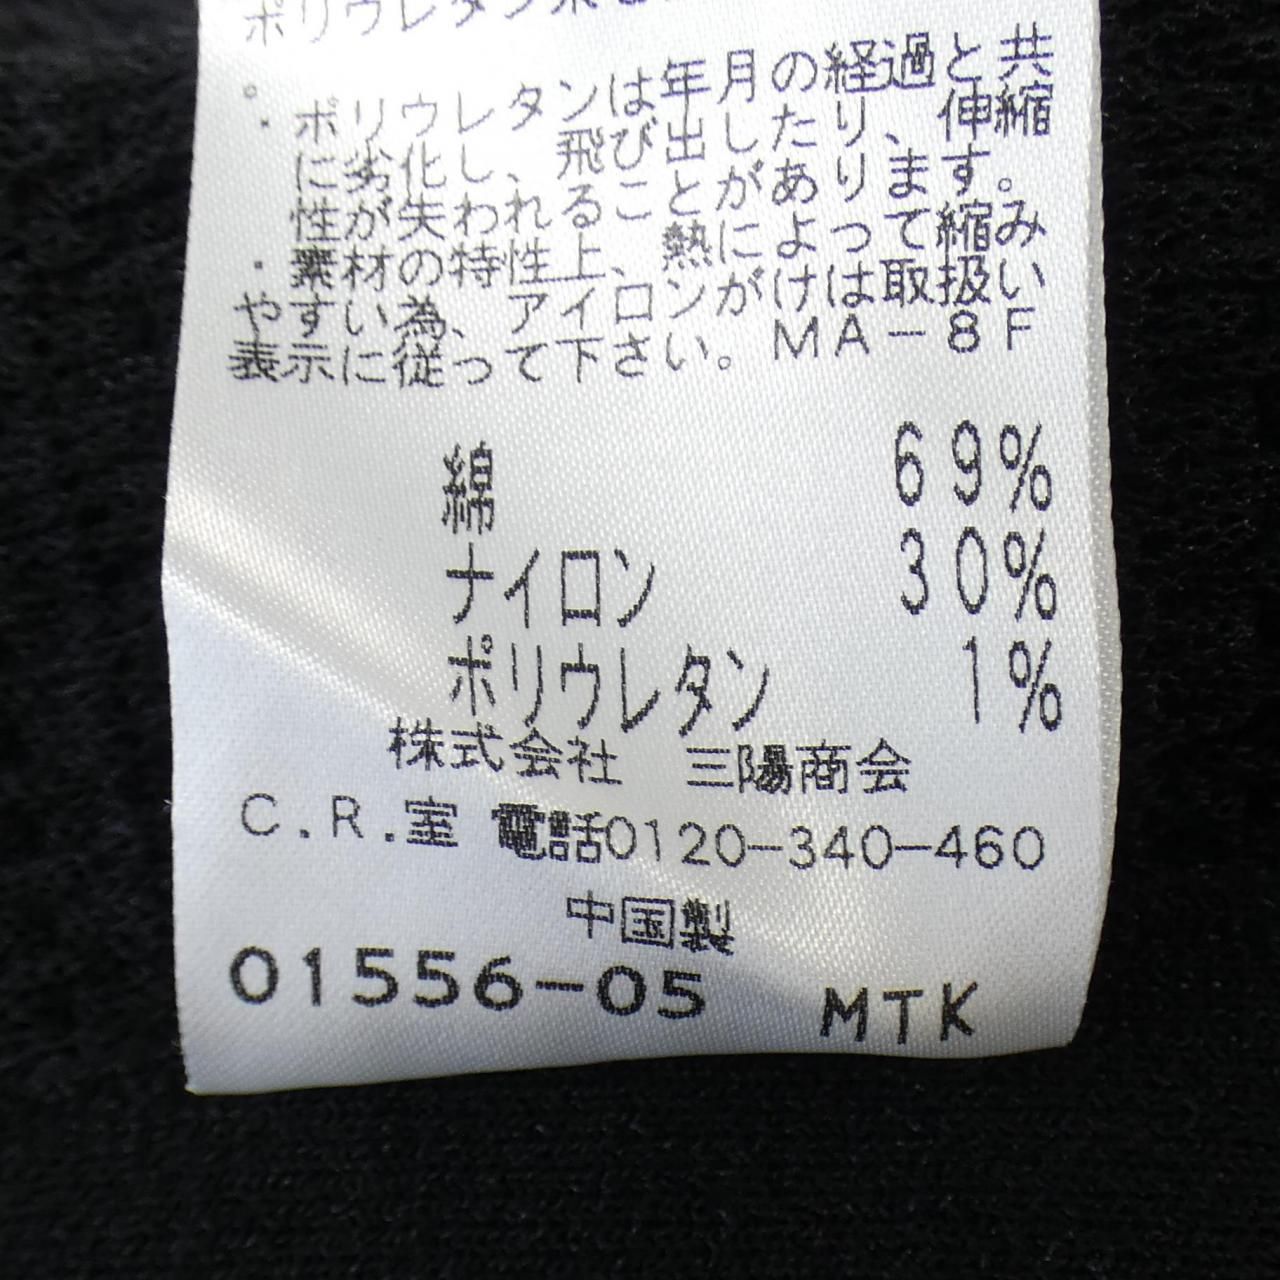 ポリウレタン
・ポリウレタンは年月の経過と共
に劣化し、飛び出したり、伸縮
性が失われることがあります。
・素材の特性上、熱によって縮み
やすい為、アイロンがけは取扱い
表示に従って下さい。MA-8F
綿 69%
ナイロン 30%
ポリウレタン 1%
株式会社 三陽商会
C.R.室 電話0120-340-460
中国製
01556-05 MTK